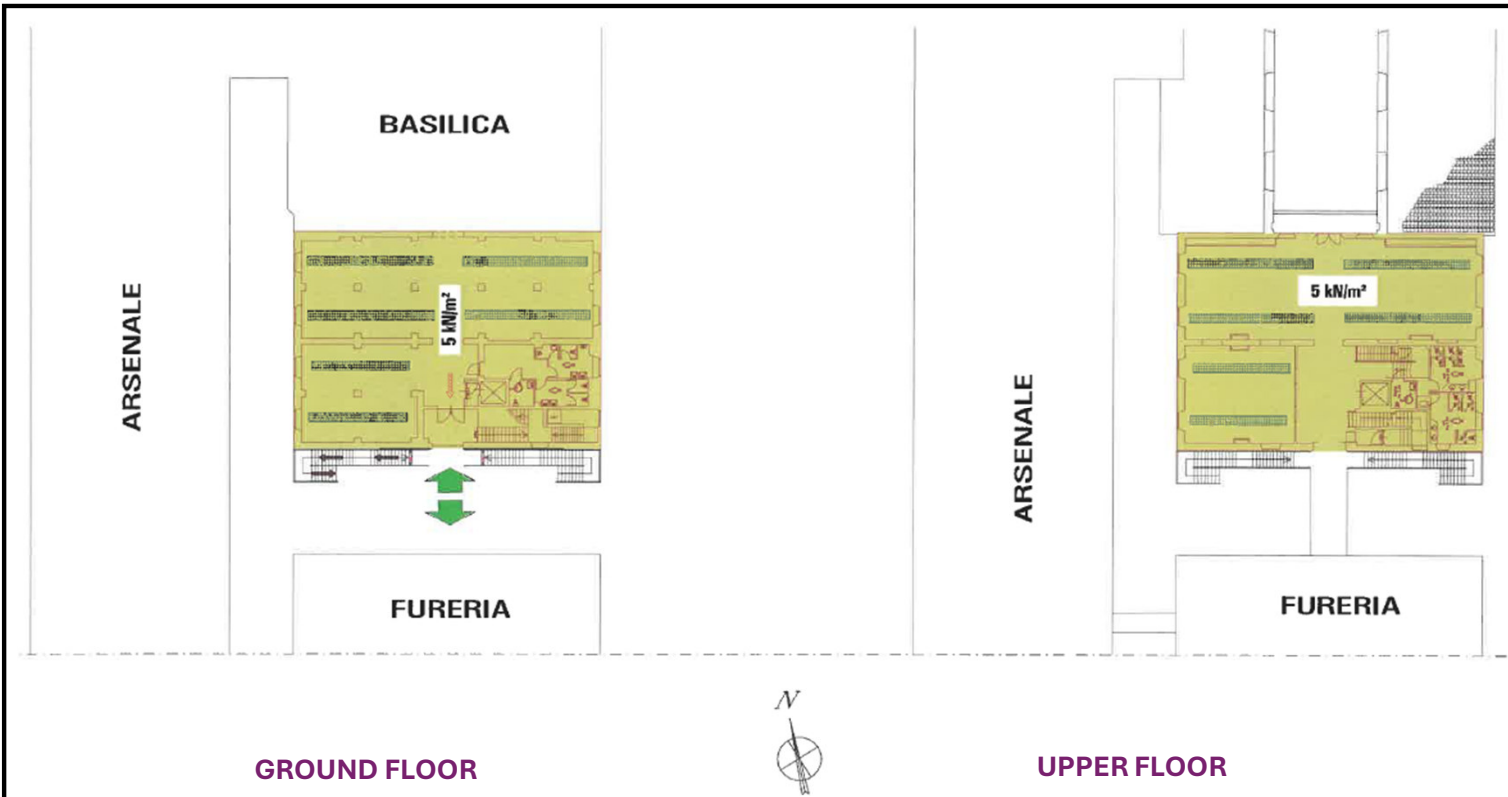 BASILICA
ARSENALE
5 kN/m²
FURERIA
GROUND FLOOR
N
ARSENALE
5 kN/m²
FURERIA
UPPER FLOOR